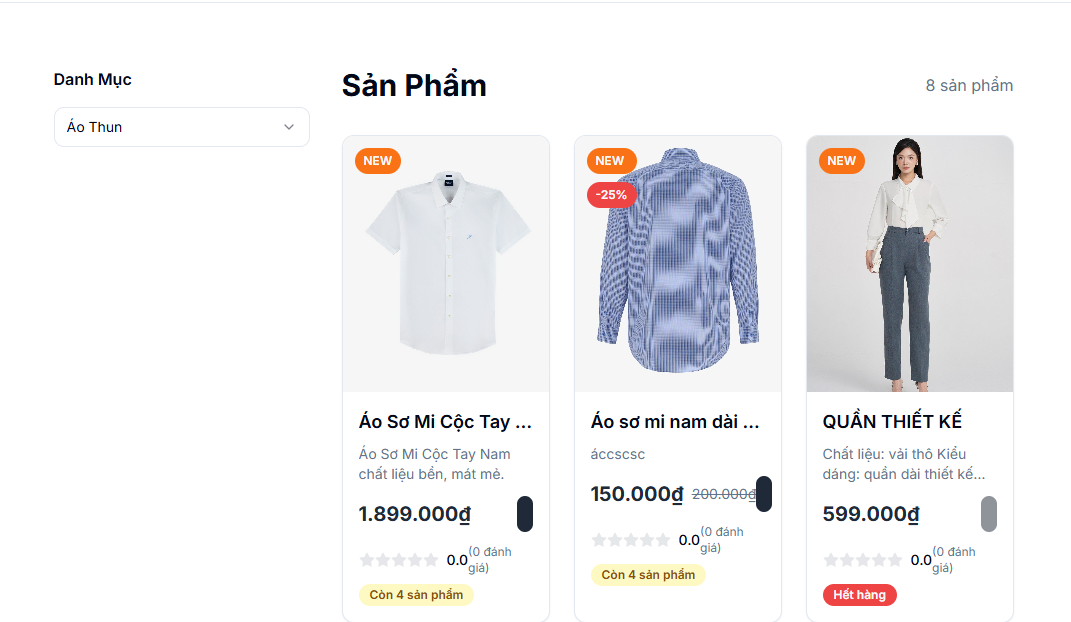 Danh Mục
Áo Thun
Sản Phẩm
8 sản phẩm
NEW
Áo Sơ Mi Cộc Tay ...
Áo Sơ Mi Cộc Tay Nam
chất liệu bền, mát mẻ.
1.899.000₫
0.0 (0 đánh
giá)
Còn 4 sản phẩm
NEW
-25%
Áo sơ mi nam dài ...
áccscsc
150.000₫ 200.000₫
0.0 (0 đánh
giá)
Còn 4 sản phẩm
NEW
QUẦN THIẾT KẾ
Chất liệu: vải thô Kiểu
dáng: quần dài thiết kế...
599.000₫
0.0 (0 đánh
giá)
Hết hàng